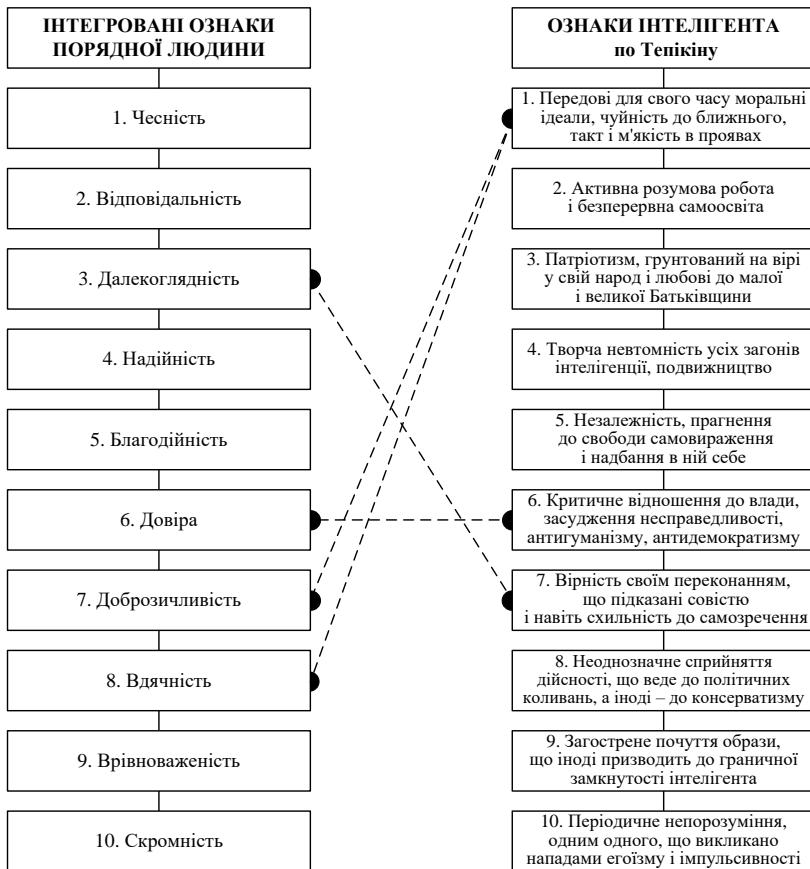 ІНТЕГРОВАНІ ОЗНАКИ
ПОРЯДНОЇ ЛЮДИНИ
1. Чесність
2. Відповідальність
3. Далекоглядність
4. Надійність
5. Благодійність
6. Довіра
7. Доброзичливість
8. Вдячність
9. Врівноваженість
10. Скромність
ОЗНАКИ ІНТЕЛІГЕНТА
по Тепікіну
1. Передові для свого часу моральні
ідеали, чуйність до ближнього,
такт і м'якість в проявах
2. Активна розумова робота
і безперервна самоосвіта
3. Патріотизм, грунтований на вірі
у свій народ і любові до малої
і великої Батьківщини
4. Творча невтомність усіх загонів
інтелігенції, подвижництво
5. Незалежність, прагнення
до свободи самовираження
і надбання в ній себе
6. Критичне відношення до влади,
засудження несправедливості,
антигуманізму, антидемократизму
7. Вірність своїм переконанням,
що підказані совістю
і навіть схильність до самозречення
8. Неоднозначне сприйняття
дійсності, що веде до політичних
коливань, а іноді – до консерватизму
9. Загострене почуття образи,
що іноді призводить до граничної
замкнутості інтелігента
10. Періодичне непорозуміння,
одним одного, що викликано
нападами егоїзму і імпульсивності